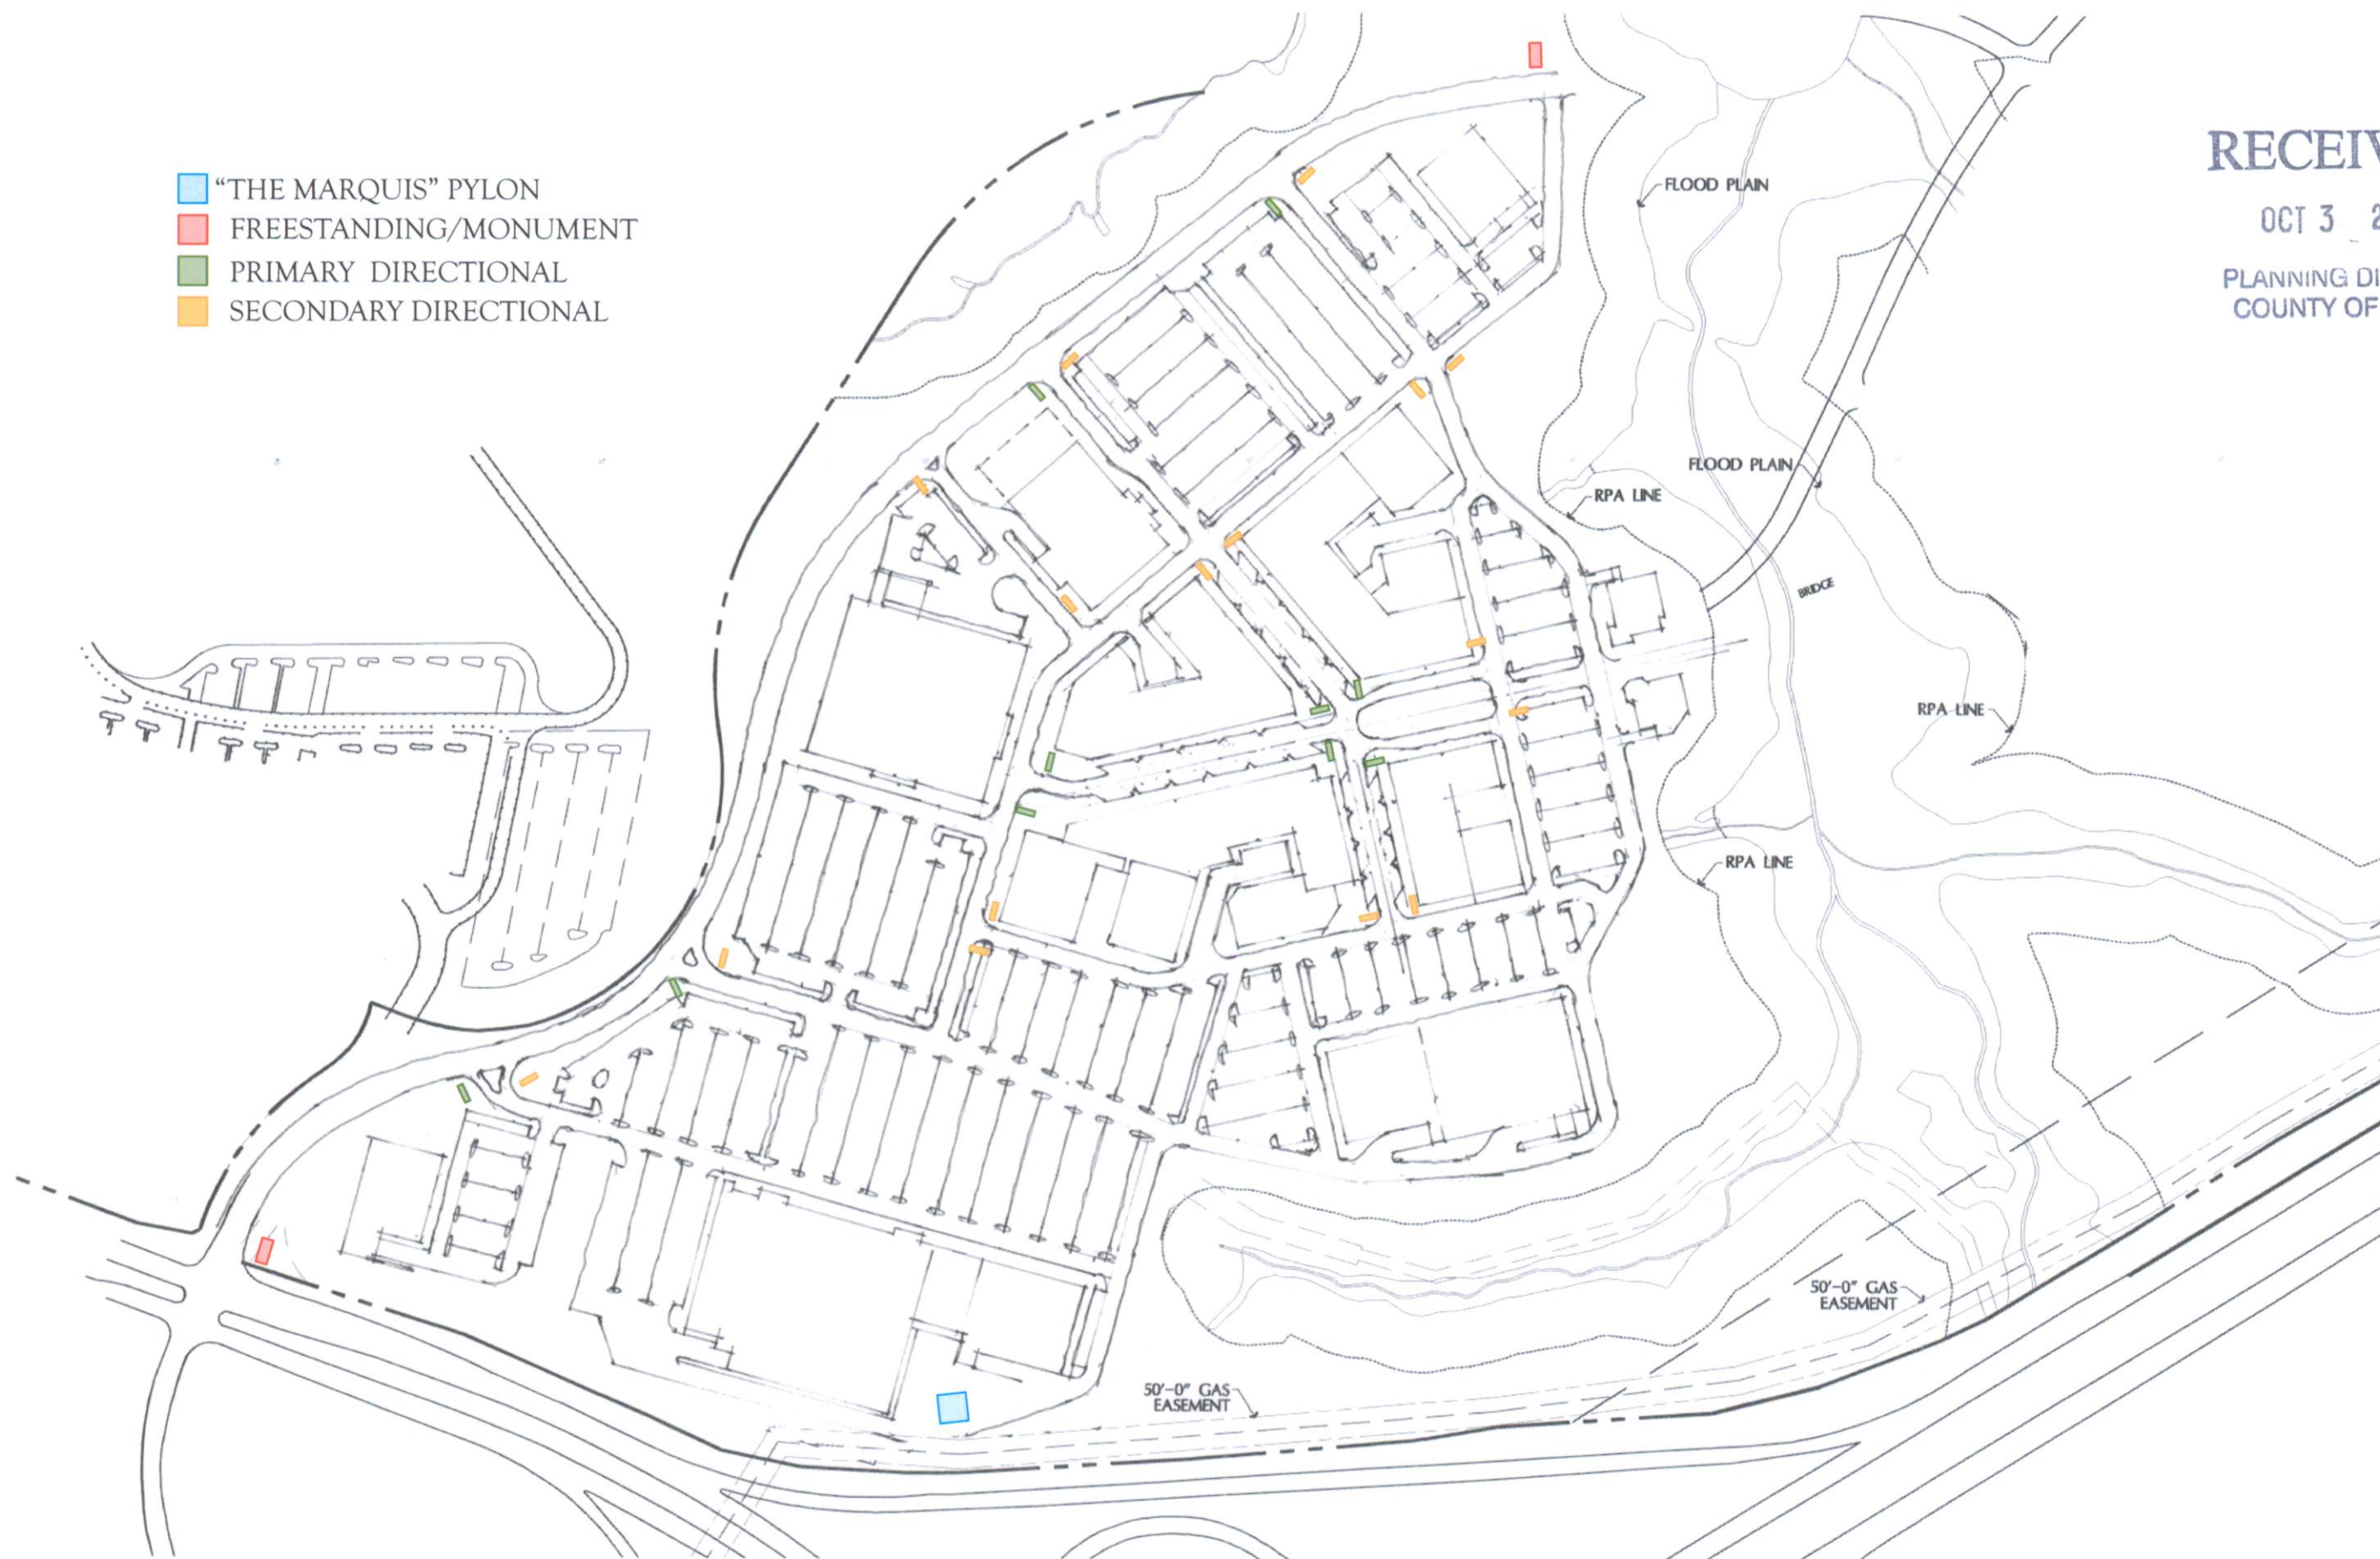 “THE MARQUIS” PYLON
FREESTANDING/MONUMENT
PRIMARY DIRECTIONAL
SECONDARY DIRECTIONAL
RECEIV
OCT 3 2
PLANNING DI
COUNTY OF
FLOOD PLAIN
FLOOD PLAIN
RPA LINE
BRIDGE
RPA LINE
RPA LINE
50'-0" GAS
EASEMENT
50'-0" GAS
EASEMENT